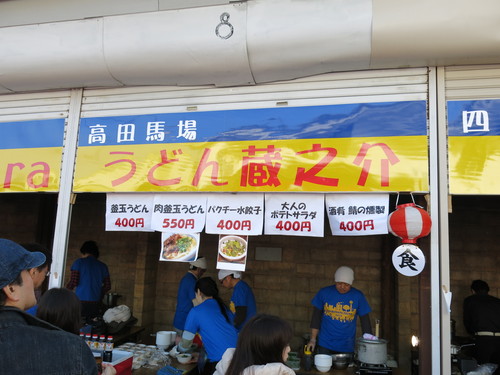 8
高田馬場
うどん蔵之介
ra
四
釜玉うどん
400円
肉釜玉うどん
550円
パクチー水餃子
400円
大人の
ポテトサラダ
400円
酒肴 鯖の燻製
400円
食